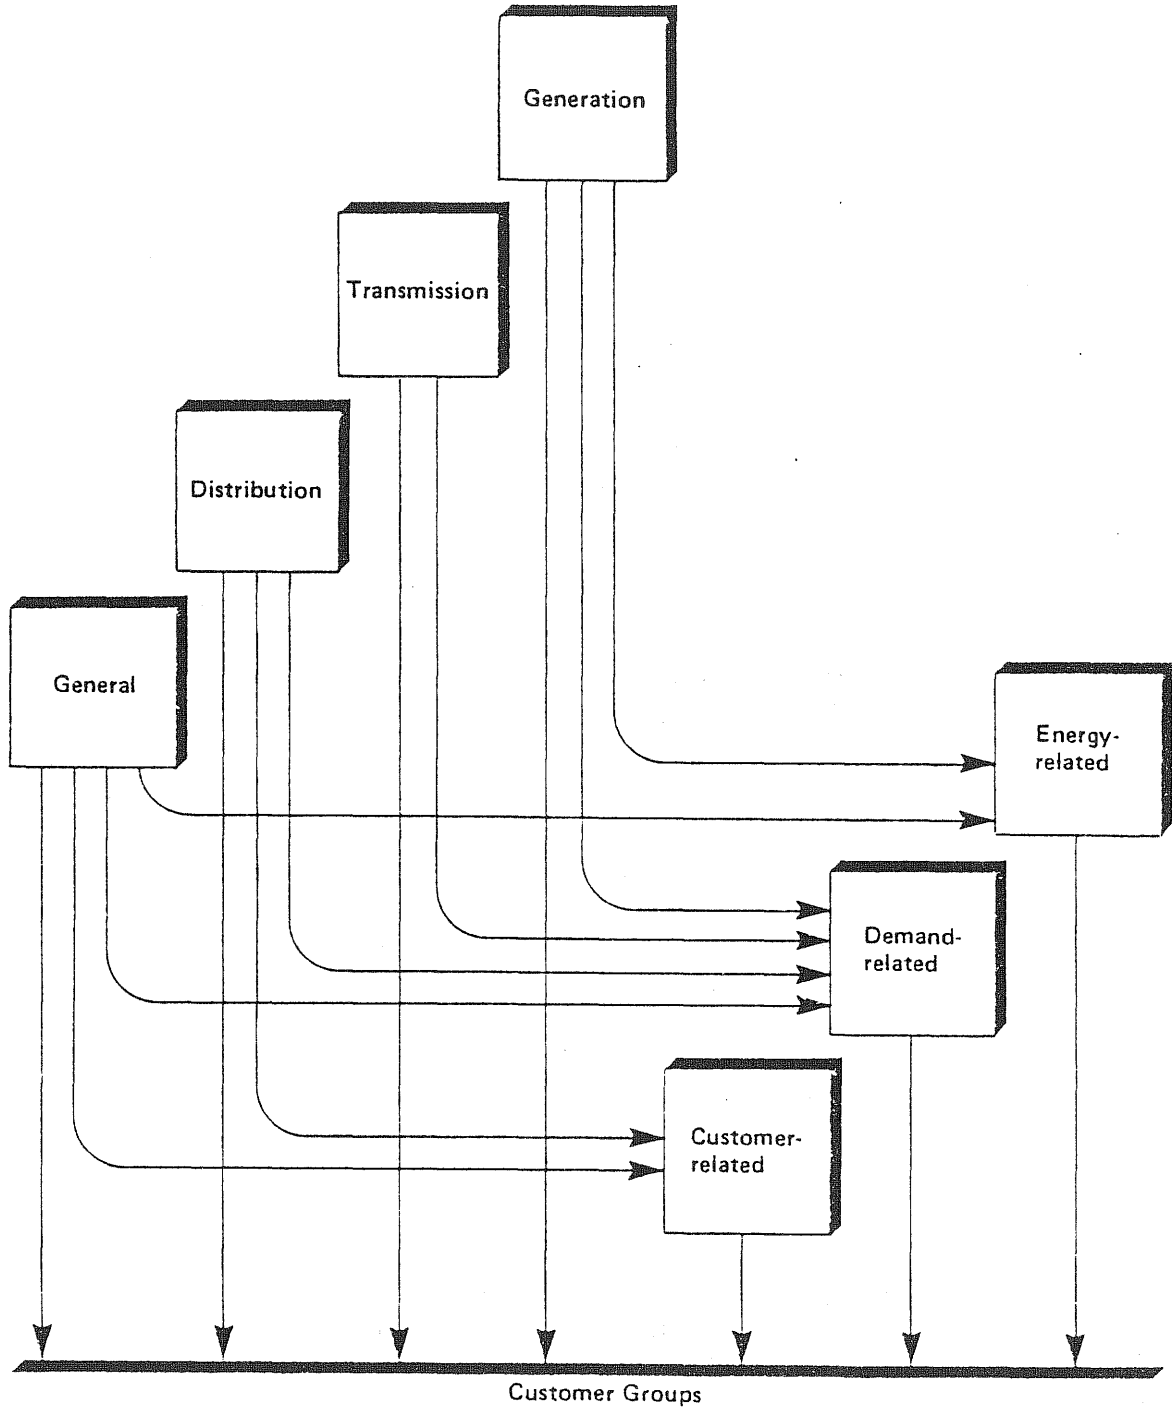 Generation
Transmission
Distribution
General
Energy-
related
Demand-
related
Customer-
related
Customer Groups